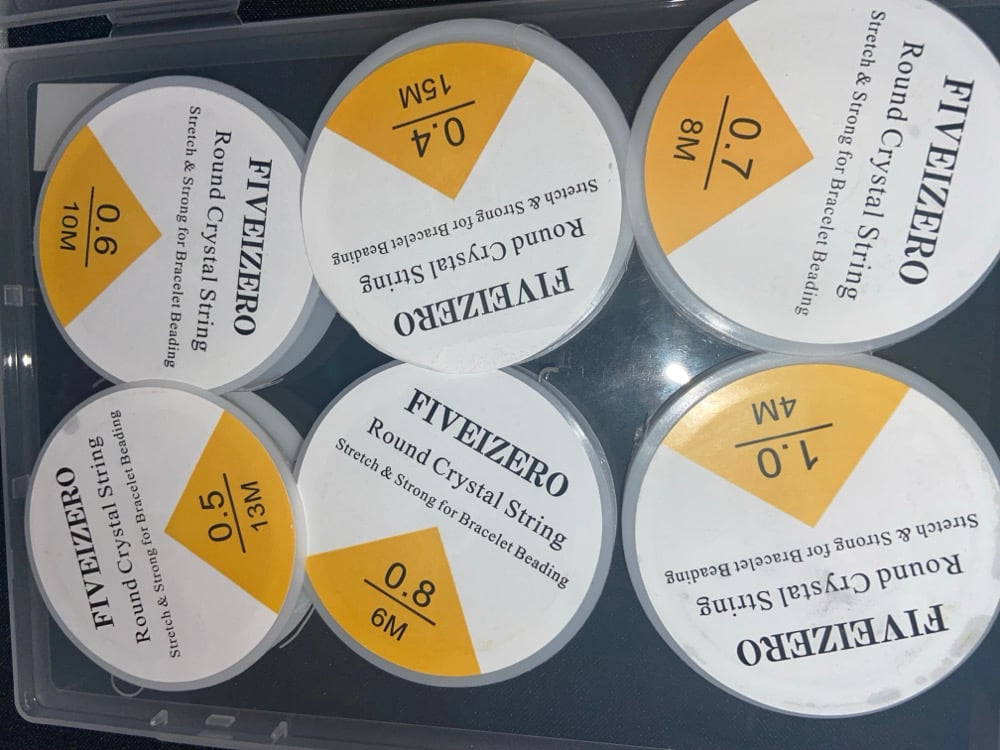 FIVEIZERO
Round Crystal String
Stretch & Strong for Bracelet Beading
0.6
10M
FIVEIZERO
Round Crystal String
Stretch & Strong for Bracelet Beading
0.4
15M
FIVEIZERO
Round Crystal String
Stretch & Strong for Bracelet Beading
0.7
8M
FIVEIZERO
Round Crystal String
Stretch & Strong for Bracelet Beading
0.5
13M
FIVEIZERO
Round Crystal String
Stretch & Strong for Bracelet Beading
0.8
6M
FIVEIZERO
Round Crystal String
Stretch & Strong for Bracelet Beading
1.0
4M